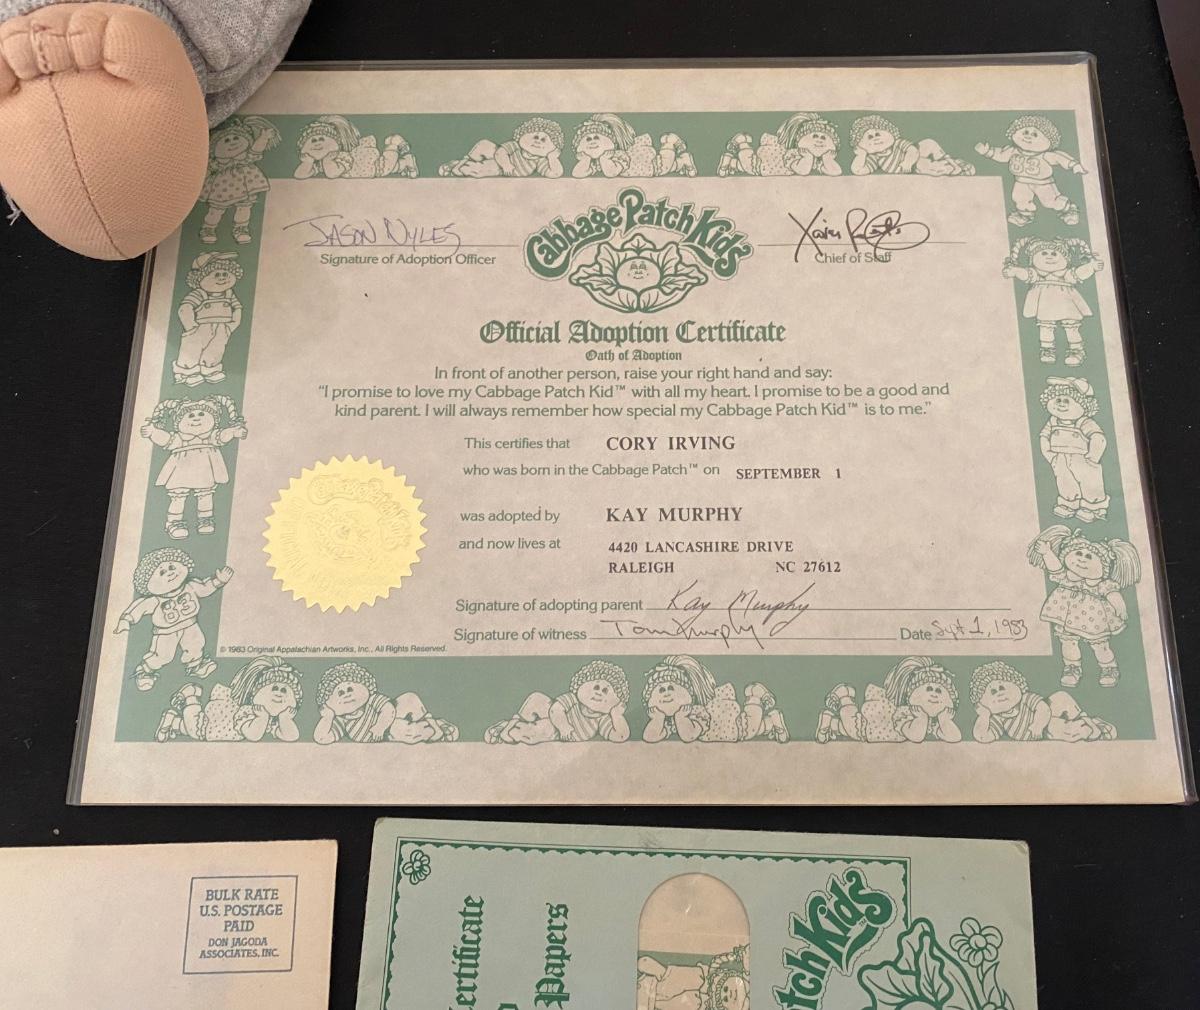 JASON NYLES
Signature of Adoption Officer
Cabbage Patch Kids™
Chief of Staff
Official Adoption Certificate
Oath of Adoption
In front of another person, raise your right hand and say:
“I promise to love my Cabbage Patch Kid™ with all my heart. I promise to be a good and
kind parent. I will always remember how special my Cabbage Patch Kid™ is to me.”
This certifies that CORY IRVING
who was born in the Cabbage Patch™ on SEPTEMBER 1
was adopted by KAY MURPHY
and now lives at 4420 LANCASHIRE DRIVE
RALEIGH NC 27612
Signature of adopting parent Kay Murphy
Signature of witness Tom Murphy Date Sept 1, 1983
© 1983 Original Appalachian Artworks, Inc., All Rights Reserved.
83
83
BULK RATE
U.S. POSTAGE
PAID
DON JAGODA
ASSOCIATES, INC.
ertificate
Papers
tch Kids™